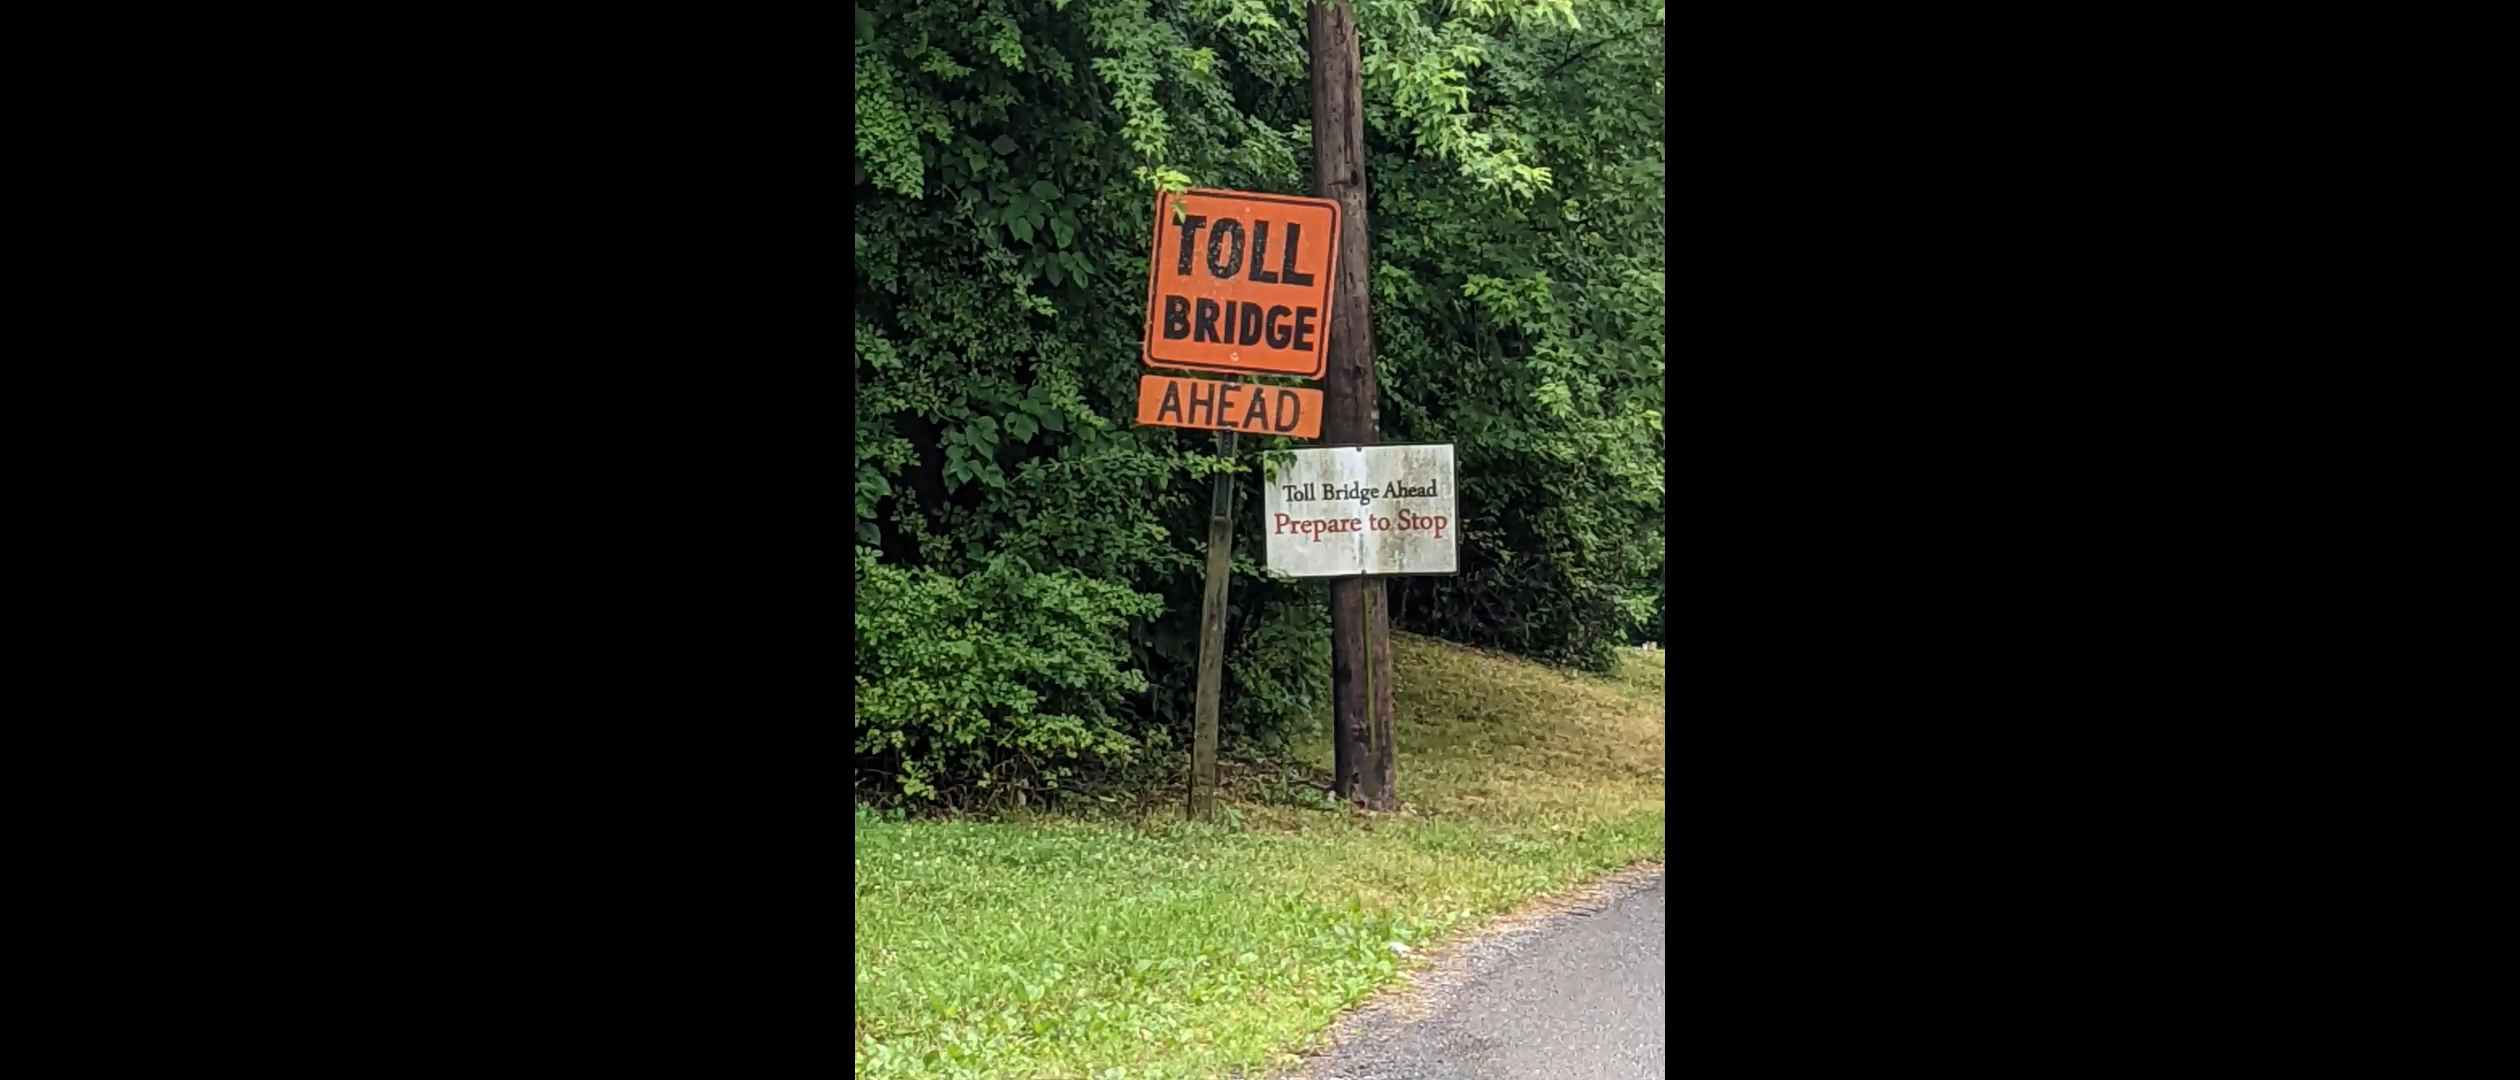 TOLL
BRIDGE
AHEAD
Toll Bridge Ahead
Prepare to Stop